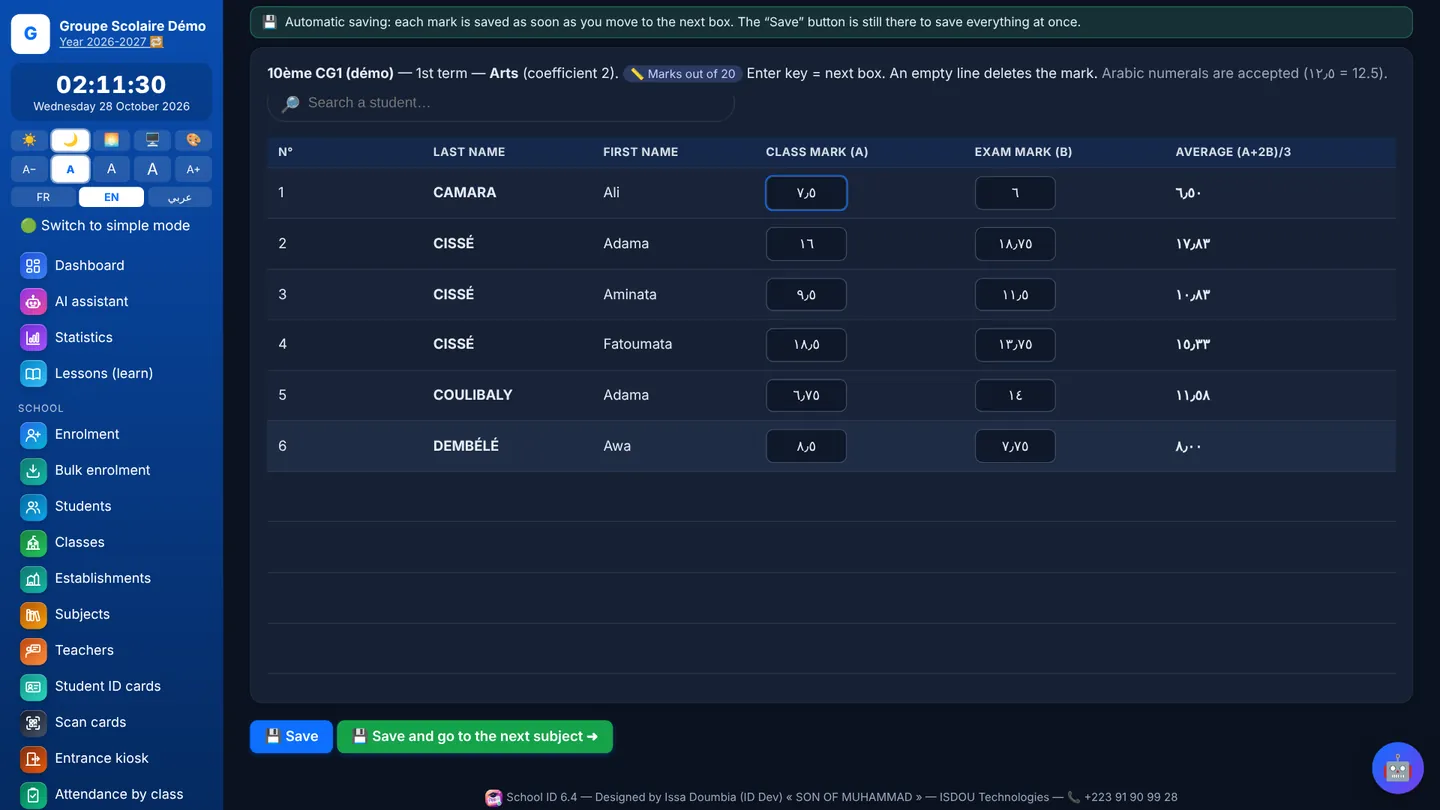 G
Groupe Scolaire Démo
Year 2026-2027
02:11:30
Wednesday 28 October 2026
A− A A A A+
FR EN عربي
Switch to simple mode
Dashboard
AI assistant
Statistics
Lessons (learn)
SCHOOL
Enrolment
Bulk enrolment
Students
Classes
Establishments
Subjects
Teachers
Student ID cards
Scan cards
Entrance kiosk
Attendance by class
Automatic saving: each mark is saved as soon as you move to the next box. The “Save” button is still there to save everything at once.
10ème CG1 (démo) — 1st term — Arts (coefficient 2). Marks out of 20 Enter key = next box. An empty line deletes the mark. Arabic numerals are accepted (١٢٫٥ = 12.5).
Search a student…
N° LAST NAME FIRST NAME CLASS MARK (A) EXAM MARK (B) AVERAGE (A+2B)/3
1 CAMARA Ali ٧٫٥ ٦ ٦٫٥٠
2 CISSÉ Adama ١٦ ١٨٫٧٥ ١٧٫٨٣
3 CISSÉ Aminata ٩٫٥ ١١٫٥ ١٠٫٨٣
4 CISSÉ Fatoumata ١٨٫٥ ١٣٫٧٥ ١٥٫٣٣
5 COULIBALY Adama ٦٫٧٥ ١٤ ١١٫٥٨
6 DEMBÉLÉ Awa ٨٫٥ ٧٫٧٥ ٨٫٠٠
Save
Save and go to the next subject ➜
School ID 6.4 — Designed by Issa Doumbia (ID Dev) « SON OF MUHAMMAD » — ISDOU Technologies — 📞 +223 91 90 99 28